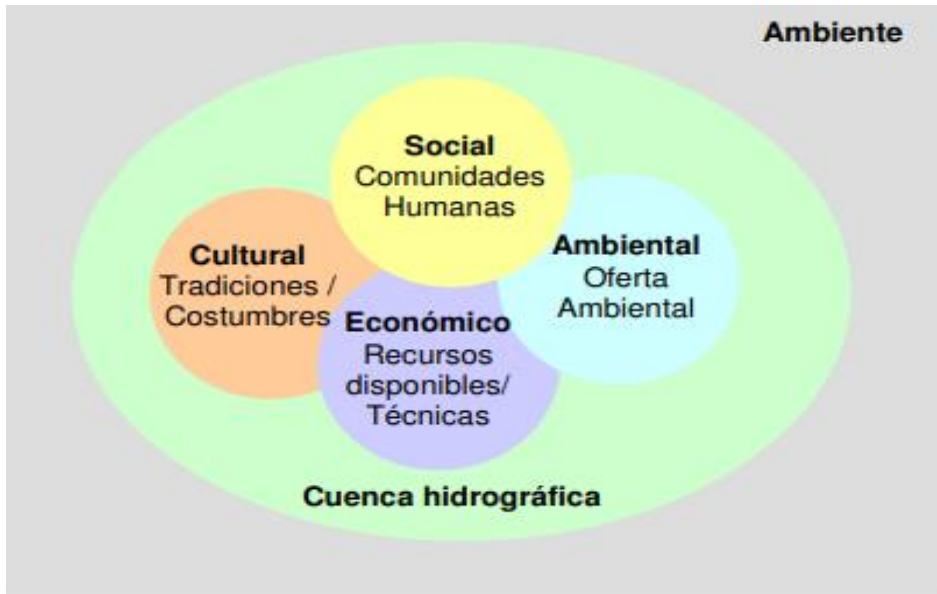 Ambiente
Social
Comunidades
Humanas
Cultural
Tradiciones /
Costumbres
Ambiental
Oferta
Ambiental
Económico
Recursos
disponibles/
Técnicas
Cuenca hidrográfica